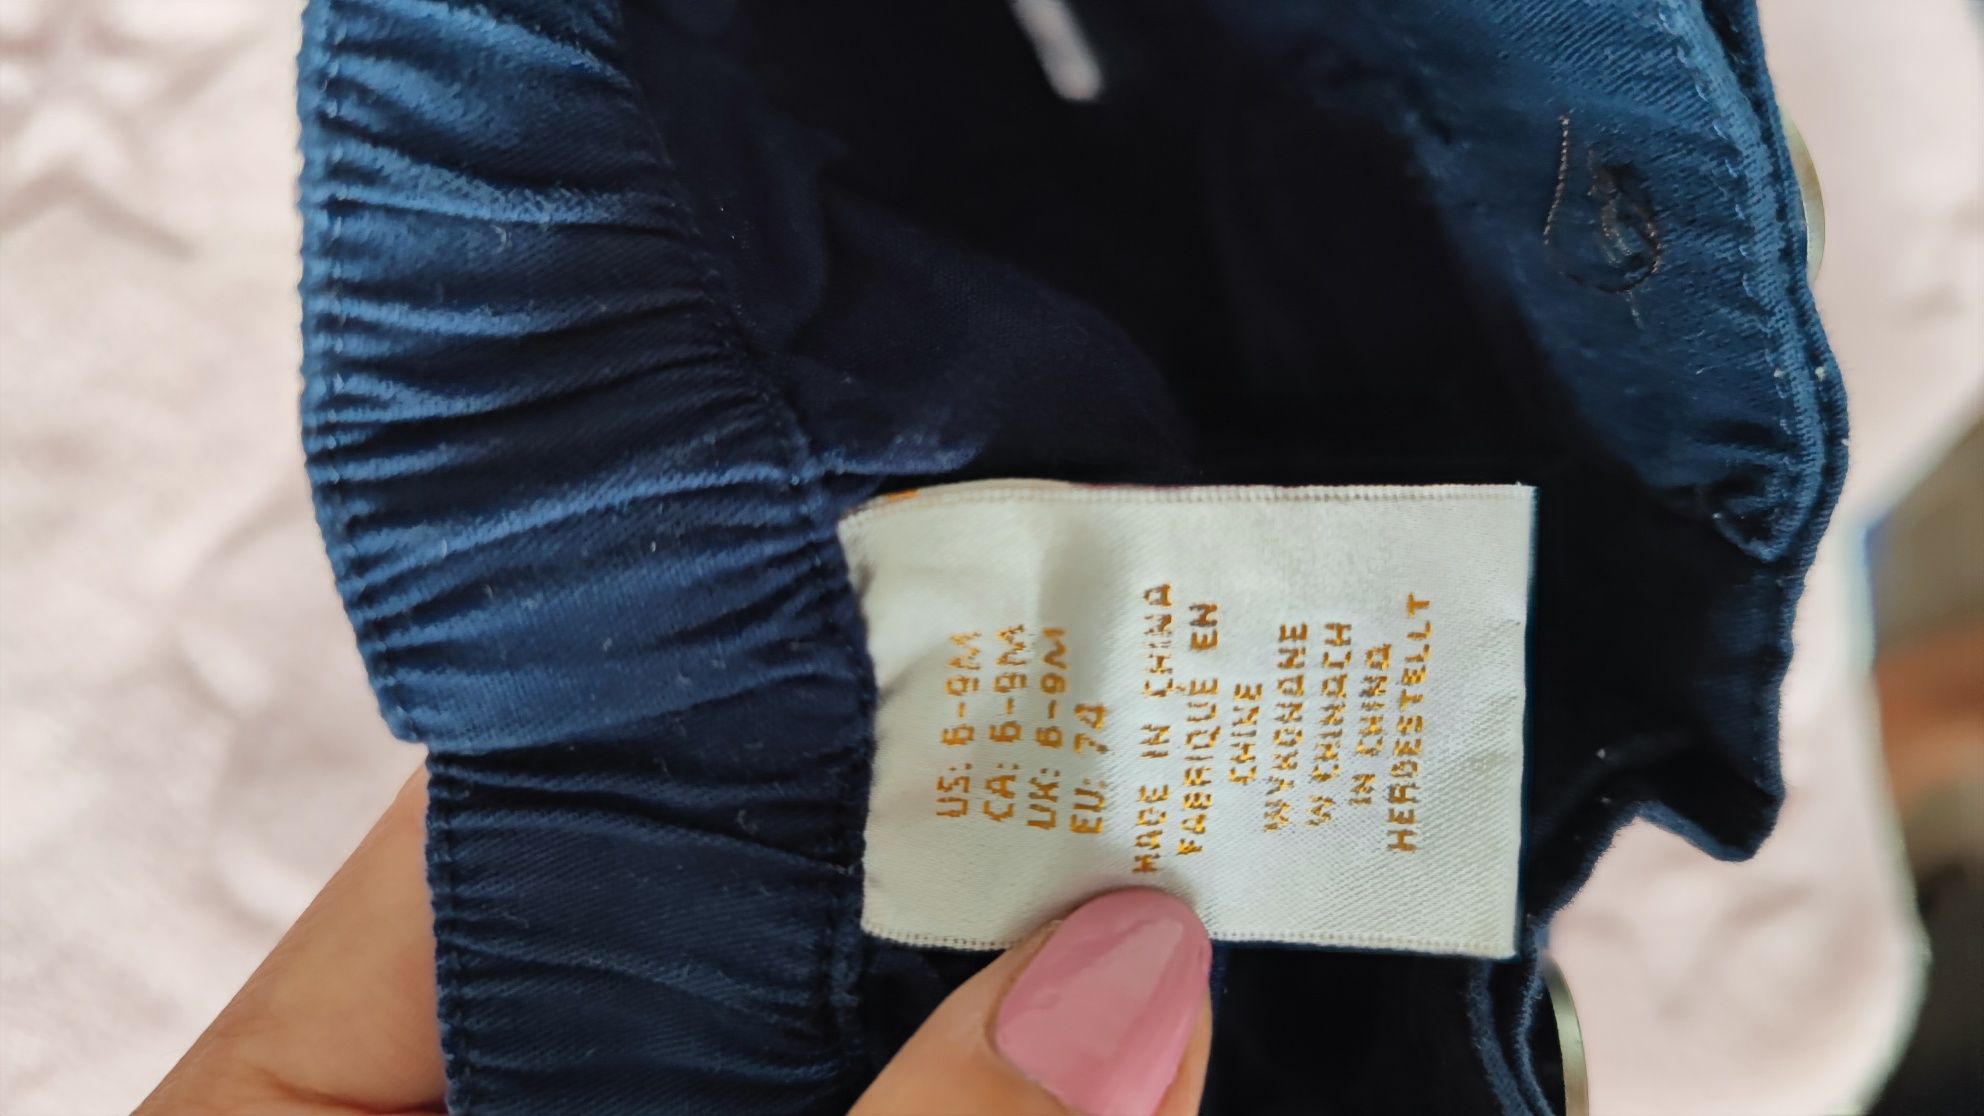 US: 6-9M
CA: 6-9M
UK: 6-9M
EU: 74
MADE IN CHINA
FABRIQUÉ EN
CHINE
WYKONANE
W CHINACH
IN CHINA
HERGESTELLT